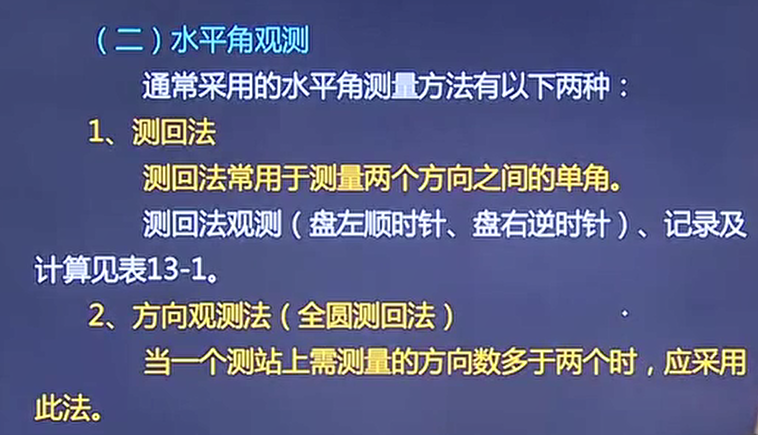 （二）水平角观测
通常采用的水平角测量方法有以下两种：
1、测回法
测回法常用于测量两个方向之间的单角。
测回法观测（盘左顺时针、盘右逆时针）、记录及
计算见表13-1。
2、方向观测法（全圆测回法）
当一个测站上需测量的方向数多于两个时，应采用
此法。